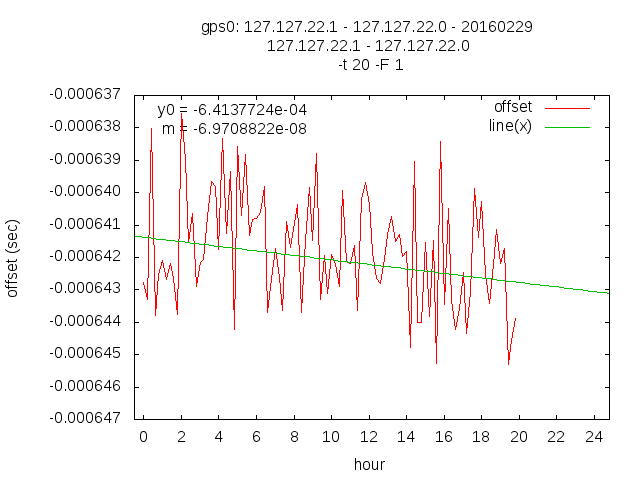 gps0: 127.127.22.1 - 127.127.22.0 - 20160229
127.127.22.1 - 127.127.22.0
-t 20 -F 1
y0 = -6.4137724e-04
m = -6.9708822e-08
offset
line(x)
-0.000637
-0.000638
-0.000639
-0.000640
-0.000641
-0.000642
-0.000643
-0.000644
-0.000645
-0.000646
-0.000647
offset (sec)
0 2 4 6 8 10 12 14 16 18 20 22 24
hour